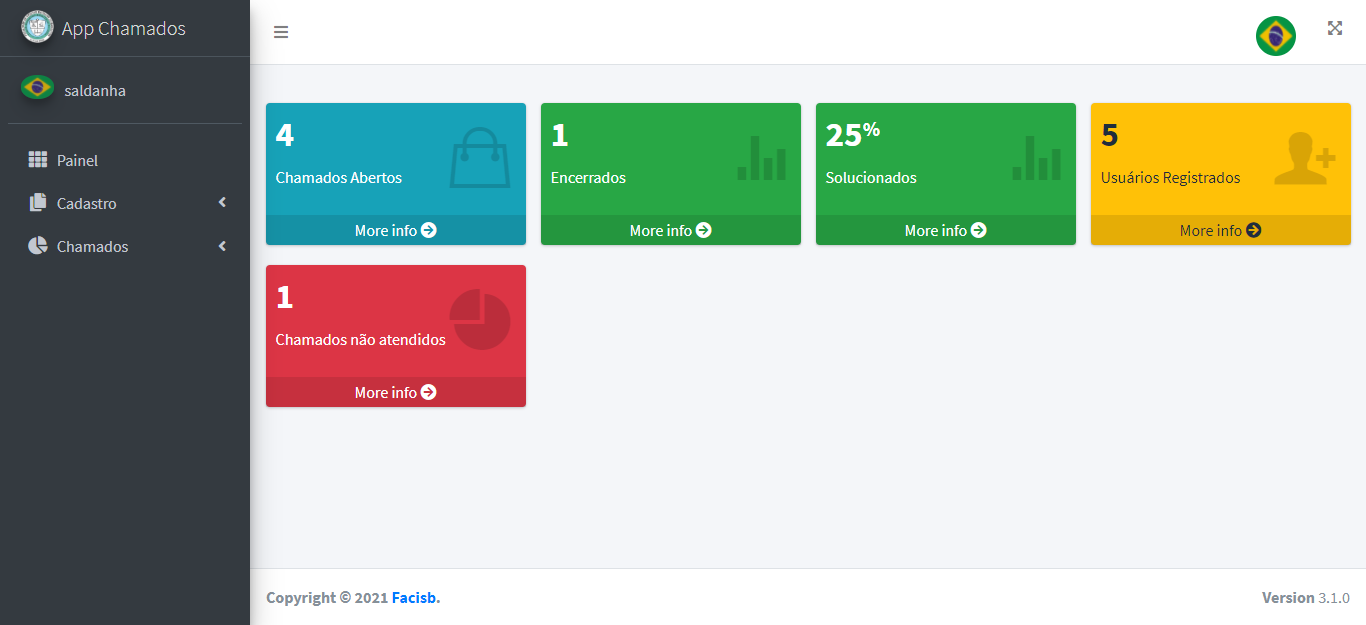 App Chamados
saldanha
Painel
Cadastro
Chamados
4
Chamados Abertos
More info
1
Encerrados
More info
25%
Solucionados
More info
5
Usuários Registrados
More info
1
Chamados não atendidos
More info
Copyright © 2021 Facisb.
Version 3.1.0